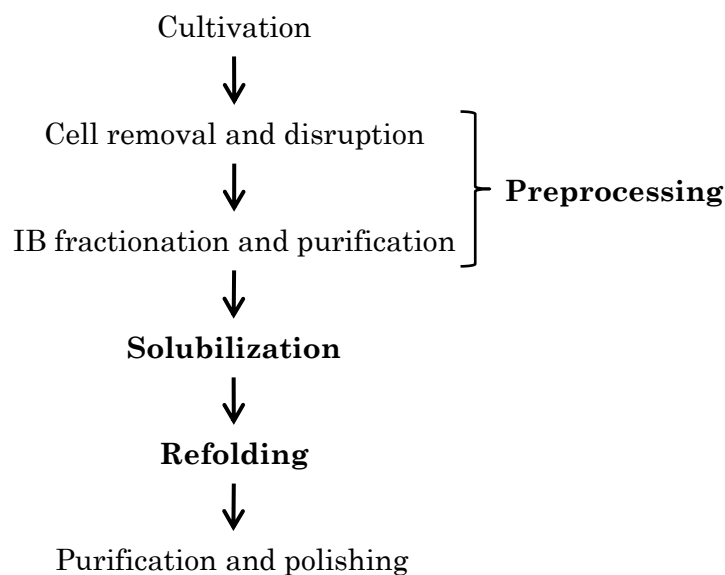 Cultivation
Cell removal and disruption
Preprocessing
IB fractionation and purification
Solubilization
Refolding
Purification and polishing